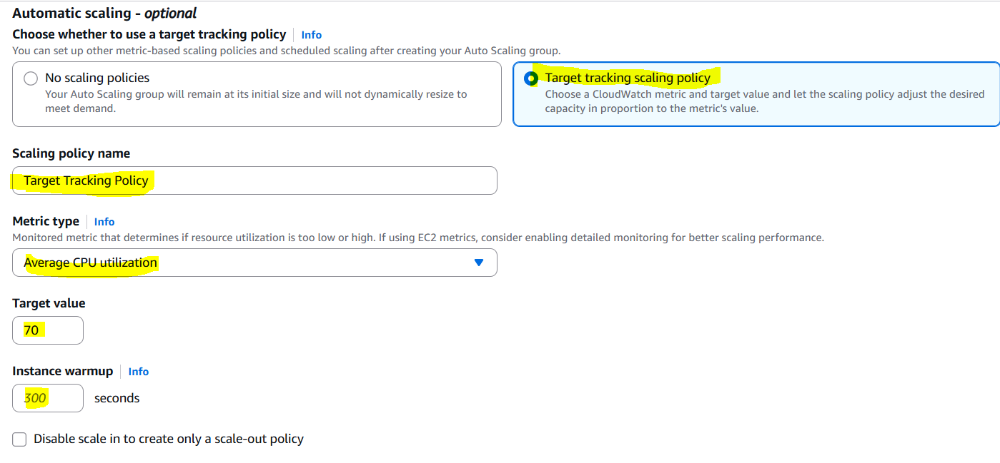 Automatic scaling - optional
Choose whether to use a target tracking policy Info
You can set up other metric-based scaling policies and scheduled scaling after creating your Auto Scaling group.
No scaling policies
Your Auto Scaling group will remain at its initial size and will not dynamically resize to
meet demand.
Target tracking scaling policy
Choose a CloudWatch metric and target value and let the scaling policy adjust the desired
capacity in proportion to the metric's value.
Scaling policy name
Target Tracking Policy
Metric type Info
Monitored metric that determines if resource utilization is too low or high. If using EC2 metrics, consider enabling detailed monitoring for better scaling performance.
Average CPU utilization
Target value
70
Instance warmup Info
300 seconds
Disable scale in to create only a scale-out policy